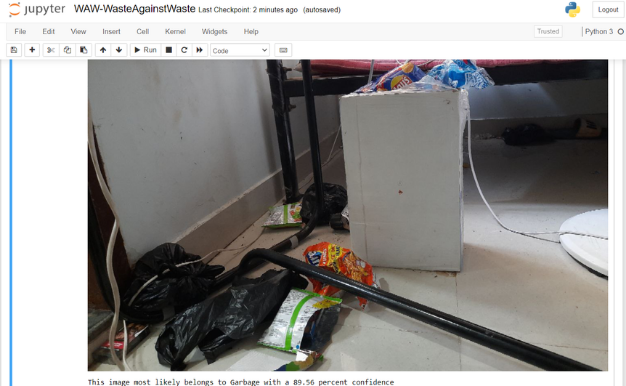 jupyter WAW-WasteAgainstWaste Last Checkpoint: 2 minutes ago (autosaved)
Logout
File Edit View Insert Cell Kernel Widgets Help
Trusted
Python 3
Run
Code
This image most likely belongs to Garbage with a 89.56 percent confidence